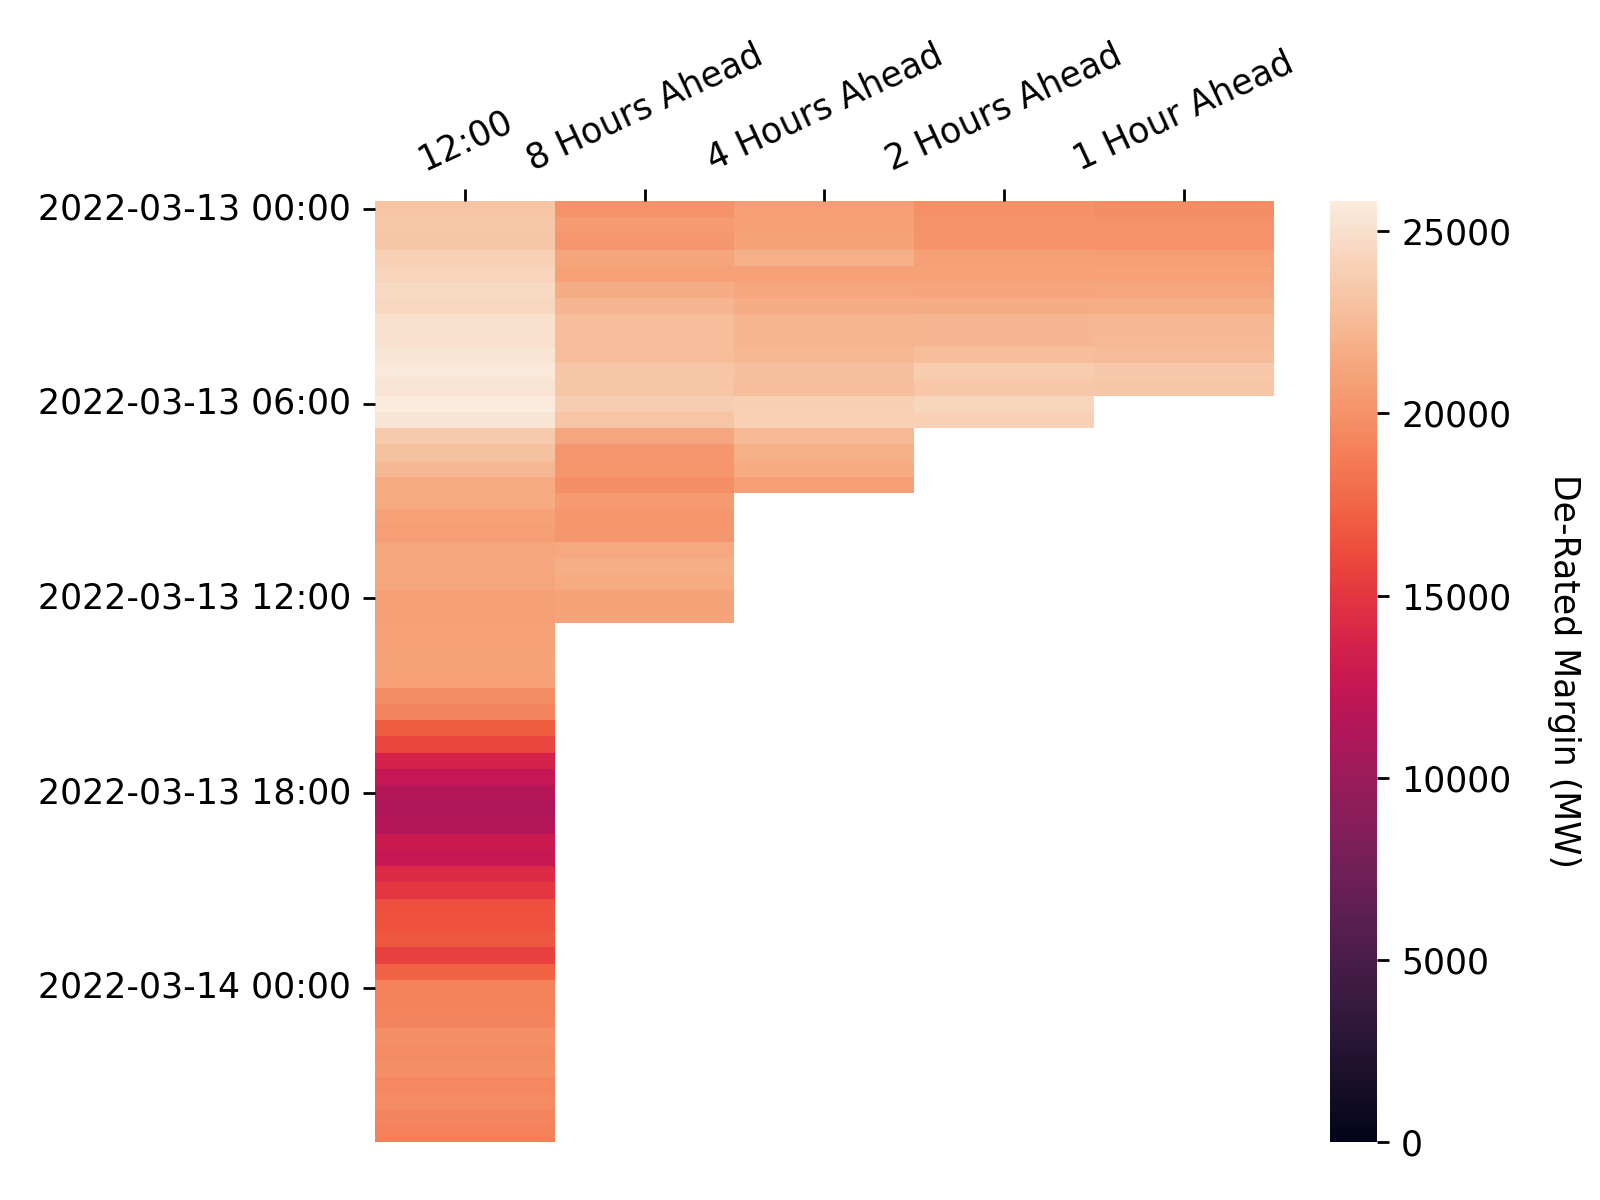 12:00
8 Hours Ahead
4 Hours Ahead
2 Hours Ahead
1 Hour Ahead
2022-03-13 00:00
2022-03-13 06:00
2022-03-13 12:00
2022-03-13 18:00
2022-03-14 00:00
25000
20000
15000
10000
5000
0
De-Rated Margin (MW)